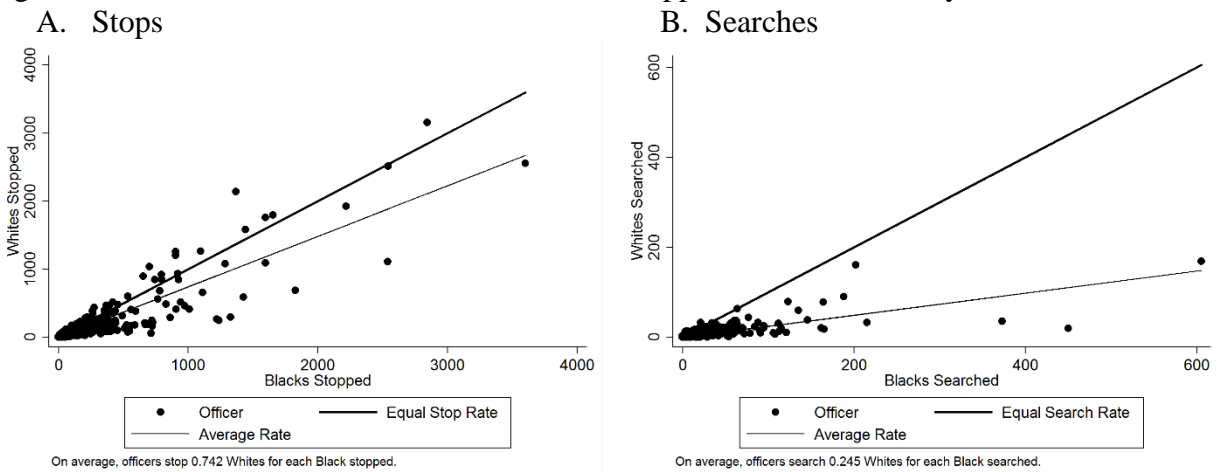 A. Stops
B. Searches
Whites Stopped
4000
3000
2000
1000
0
0 1000 2000 3000 4000
Blacks Stopped
Officer Equal Stop Rate
Average Rate
On average, officers stop 0.742 Whites for each Black stopped.
Whites Searched
600
400
200
0
0 200 400 600
Blacks Searched
Officer Equal Search Rate
Average Rate
On average, officers search 0.245 Whites for each Black searched.